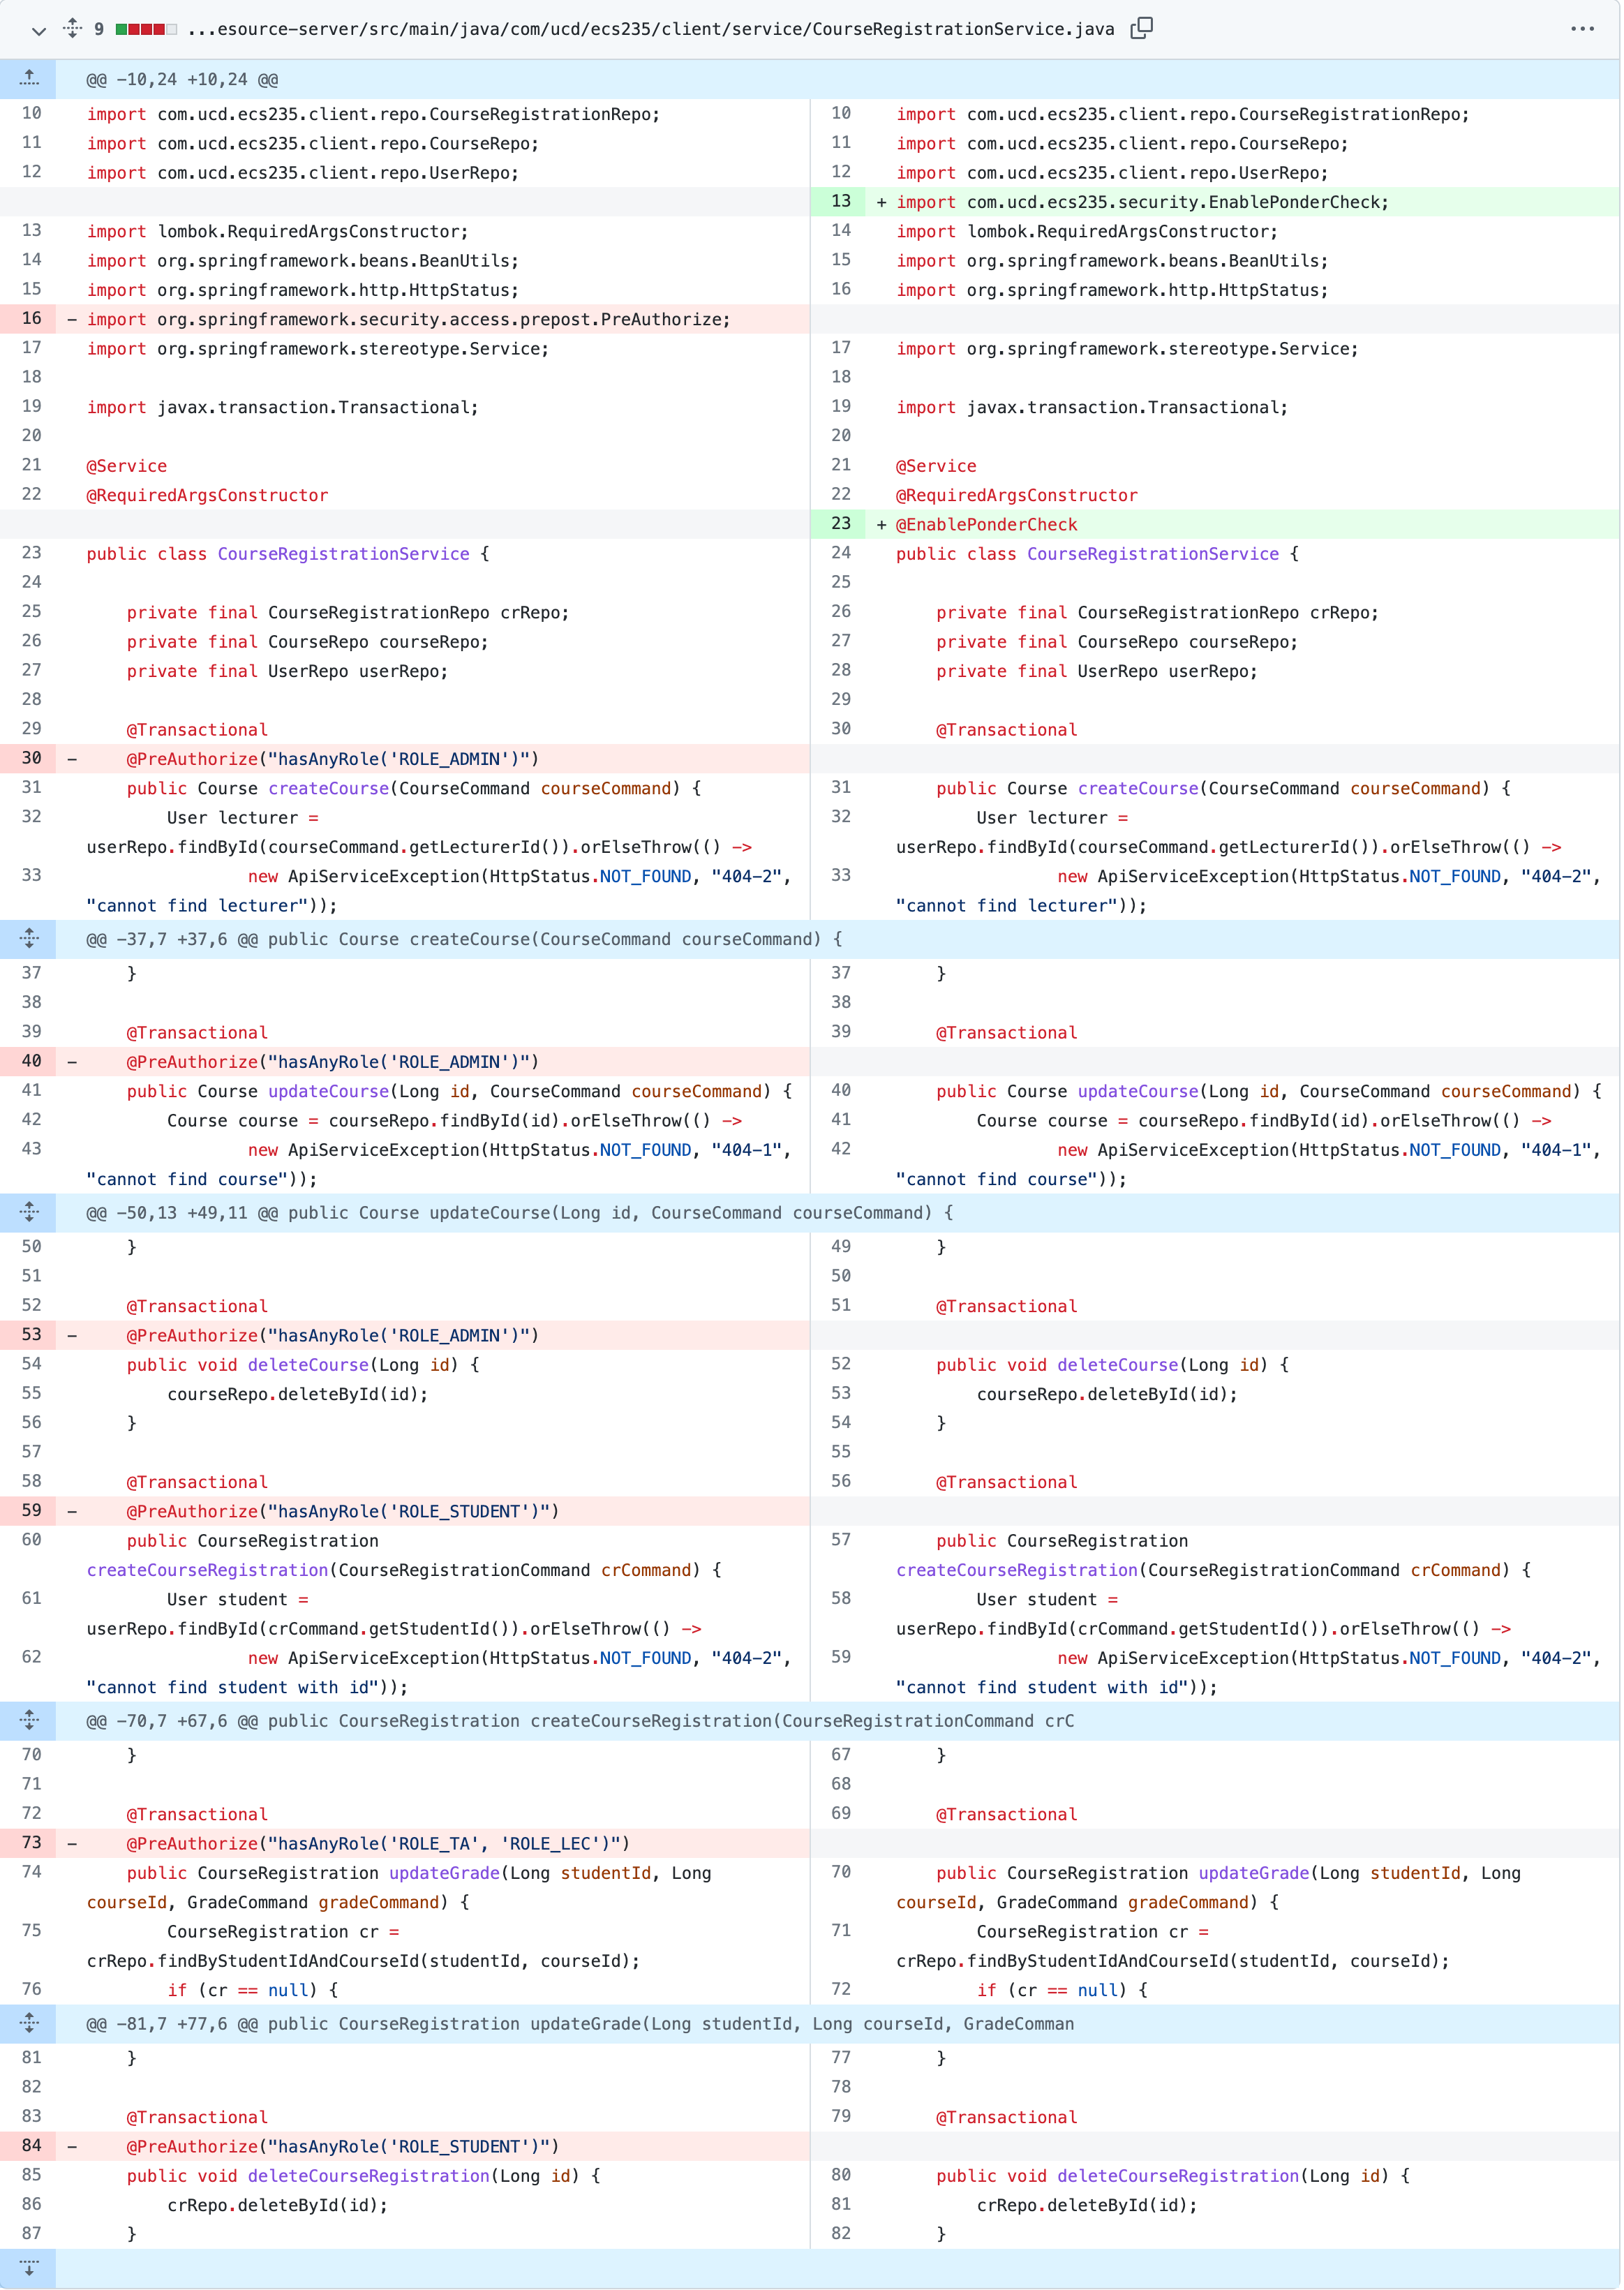 9 ...esource-server/src/main/java/com/ucd/ecs235/client/service/CourseRegistrationService.java
@@ -10,24 +10,24 @@
10 import com.ucd.ecs235.client.repo.CourseRegistrationRepo; 10 import com.ucd.ecs235.client.repo.CourseRegistrationRepo;
11 import com.ucd.ecs235.client.repo.CourseRepo; 11 import com.ucd.ecs235.client.repo.CourseRepo;
12 import com.ucd.ecs235.client.repo.UserRepo; 12 import com.ucd.ecs235.client.repo.UserRepo;
13 + import com.ucd.ecs235.security.EnablePonderCheck;
13 import lombok.RequiredArgsConstructor; 14 import lombok.RequiredArgsConstructor;
14 import org.springframework.beans.BeanUtils; 15 import org.springframework.beans.BeanUtils;
15 import org.springframework.http.HttpStatus; 16 import org.springframework.http.HttpStatus;
16 - import org.springframework.security.access.prepost.PreAuthorize;
17 import org.springframework.stereotype.Service; 17 import org.springframework.stereotype.Service;
18 18
19 import javax.transaction.Transactional; 19 import javax.transaction.Transactional;
20 20
21 @Service 21 @Service
22 @RequiredArgsConstructor 22 @RequiredArgsConstructor
23 + @EnablePonderCheck
23 public class CourseRegistrationService { 24 public class CourseRegistrationService {
24 25
25 private final CourseRegistrationRepo crRepo; 26 private final CourseRegistrationRepo crRepo;
26 private final CourseRepo courseRepo; 27 private final CourseRepo courseRepo;
27 private final UserRepo userRepo; 28 private final UserRepo userRepo;
28 29
29 @Transactional 30 @Transactional
30 - @PreAuthorize("hasAnyRole('ROLE_ADMIN')")
31 public Course createCourse(CourseCommand courseCommand) { 31 public Course createCourse(CourseCommand courseCommand) {
32 User lecturer = 32 User lecturer =
userRepo.findById(courseCommand.getLecturerId()).orElseThrow(() -> userRepo.findById(courseCommand.getLecturerId()).orElseThrow(() ->
33 new ApiServiceException(HttpStatus.NOT_FOUND, "404-2", 33 new ApiServiceException(HttpStatus.NOT_FOUND, "404-2",
"cannot find lecturer")); "cannot find lecturer"));
@@ -37,7 +37,6 @@ public Course createCourse(CourseCommand courseCommand) {
37 } 37 }
38 38
39 @Transactional 39 @Transactional
40 - @PreAuthorize("hasAnyRole('ROLE_ADMIN')")
41 public Course updateCourse(Long id, CourseCommand courseCommand) { 40 public Course updateCourse(Long id, CourseCommand courseCommand) {
42 Course course = courseRepo.findById(id).orElseThrow(() -> 41 Course course = courseRepo.findById(id).orElseThrow(() ->
43 new ApiServiceException(HttpStatus.NOT_FOUND, "404-1", 42 new ApiServiceException(HttpStatus.NOT_FOUND, "404-1",
"cannot find course")); "cannot find course"));
@@ -50,13 +49,11 @@ public Course updateCourse(Long id, CourseCommand courseCommand) {
50 } 49 }
51 50
52 @Transactional 51 @Transactional
53 - @PreAuthorize("hasAnyRole('ROLE_ADMIN')")
54 public void deleteCourse(Long id) { 52 public void deleteCourse(Long id) {
55 courseRepo.deleteById(id); 53 courseRepo.deleteById(id);
56 } 54 }
57 55
58 @Transactional 56 @Transactional
59 - @PreAuthorize("hasAnyRole('ROLE_STUDENT')")
60 public CourseRegistration 57 public CourseRegistration
createCourseRegistration(CourseRegistrationCommand crCommand) { createCourseRegistration(CourseRegistrationCommand crCommand) {
61 User student = 58 User student =
userRepo.findById(crCommand.getStudentId()).orElseThrow(() -> userRepo.findById(crCommand.getStudentId()).orElseThrow(() ->
62 new ApiServiceException(HttpStatus.NOT_FOUND, "404-2", 59 new ApiServiceException(HttpStatus.NOT_FOUND, "404-2",
"cannot find student with id")); "cannot find student with id"));
@@ -70,7 +67,6 @@ public CourseRegistration createCourseRegistration(CourseRegistrationCommand crC
70 } 67 }
71 68
72 @Transactional 69 @Transactional
73 - @PreAuthorize("hasAnyRole('ROLE_TA', 'ROLE_LEC')")
74 public CourseRegistration updateGrade(Long studentId, Long 70 public CourseRegistration updateGrade(Long studentId, Long
courseId, GradeCommand gradeCommand) { courseId, GradeCommand gradeCommand) {
75 CourseRegistration cr = 71 CourseRegistration cr =
crRepo.findByStudentIdAndCourseId(studentId, courseId); crRepo.findByStudentIdAndCourseId(studentId, courseId);
76 if (cr == null) { 72 if (cr == null) {
@@ -81,7 +77,6 @@ public CourseRegistration updateGrade(Long studentId, Long courseId, GradeComman
81 } 77 }
82 78
83 @Transactional 79 @Transactional
84 - @PreAuthorize("hasAnyRole('ROLE_STUDENT')")
85 public void deleteCourseRegistration(Long id) { 80 public void deleteCourseRegistration(Long id) {
86 crRepo.deleteById(id); 81 crRepo.deleteById(id);
87 } 82 }